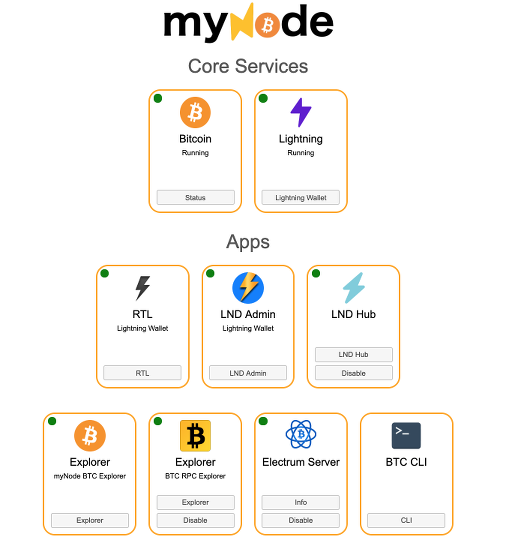 myNode
Core Services
Bitcoin
Running
Status
Lightning
Running
Lightning Wallet
Apps
RTL
Lightning Wallet
RTL
LND Admin
Lightning Wallet
LND Admin
LND Hub
LND Hub
Disable
Explorer
myNode BTC Explorer
Explorer
Explorer
BTC RPC Explorer
Explorer
Disable
Electrum Server
Info
Disable
>_
BTC CLI
CLI